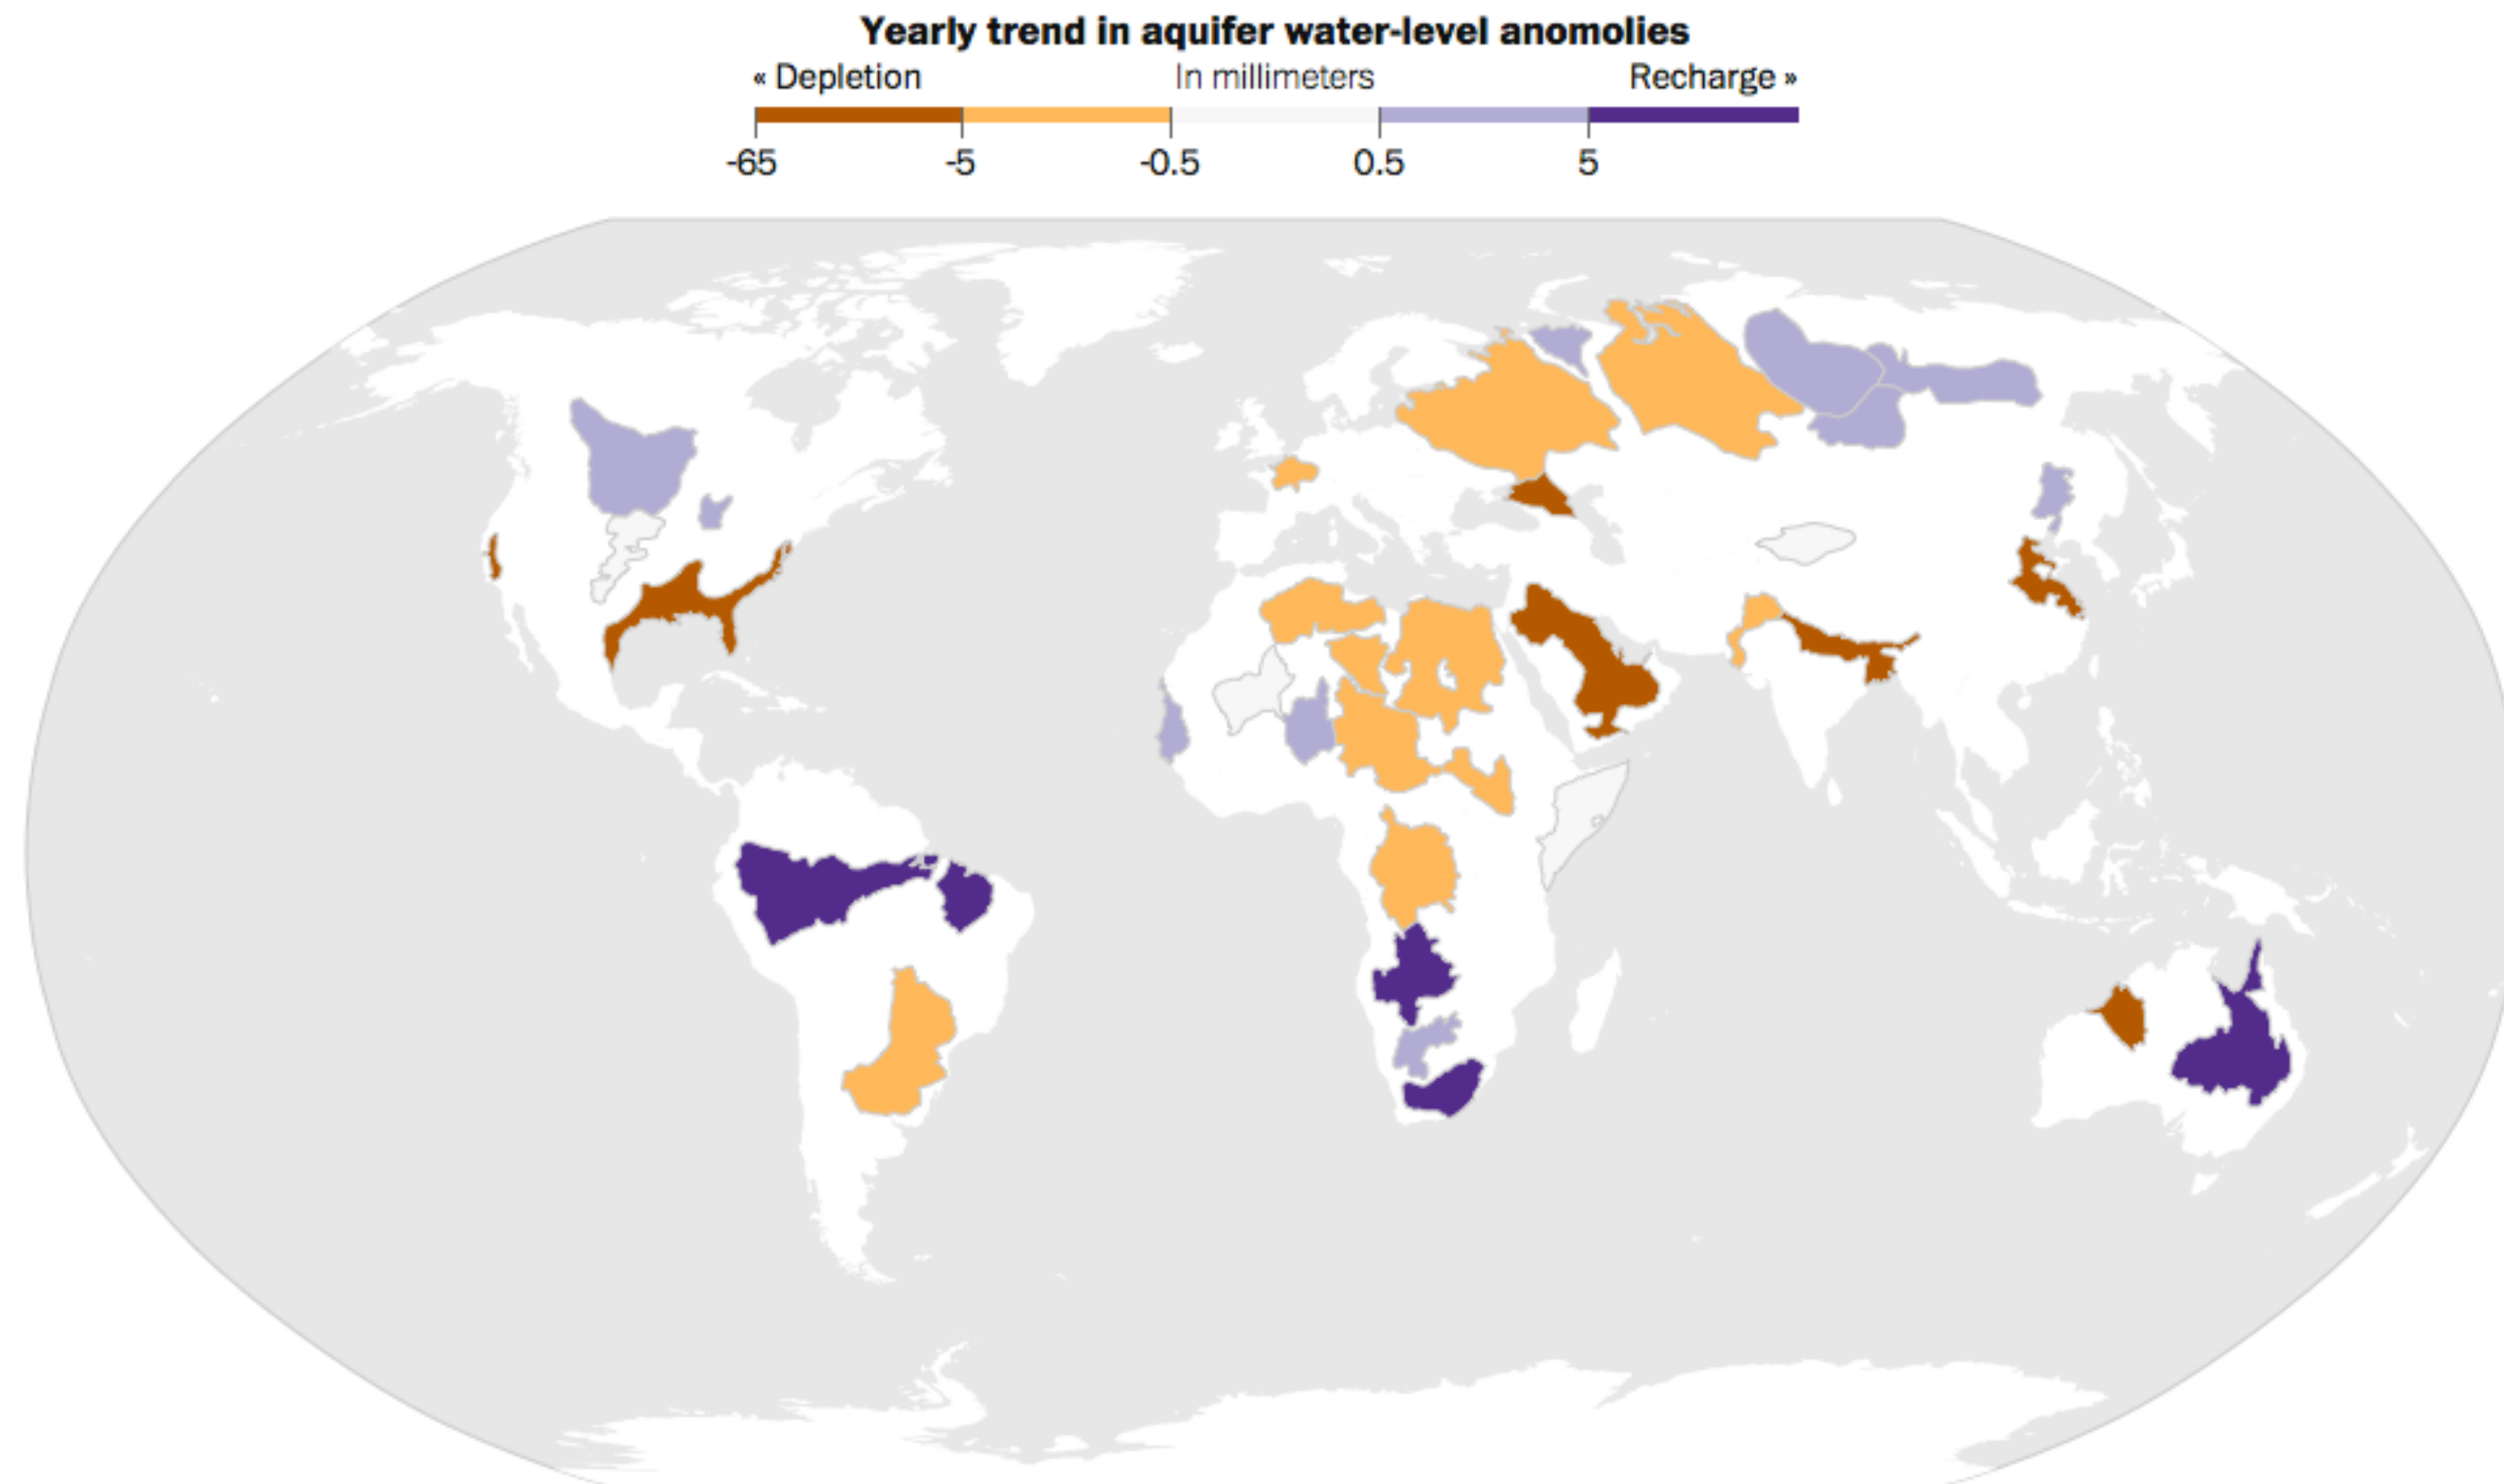 Yearly trend in aquifer water-level anomolies
« Depletion In millimeters Recharge »
-65 -5 -0.5 0.5 5